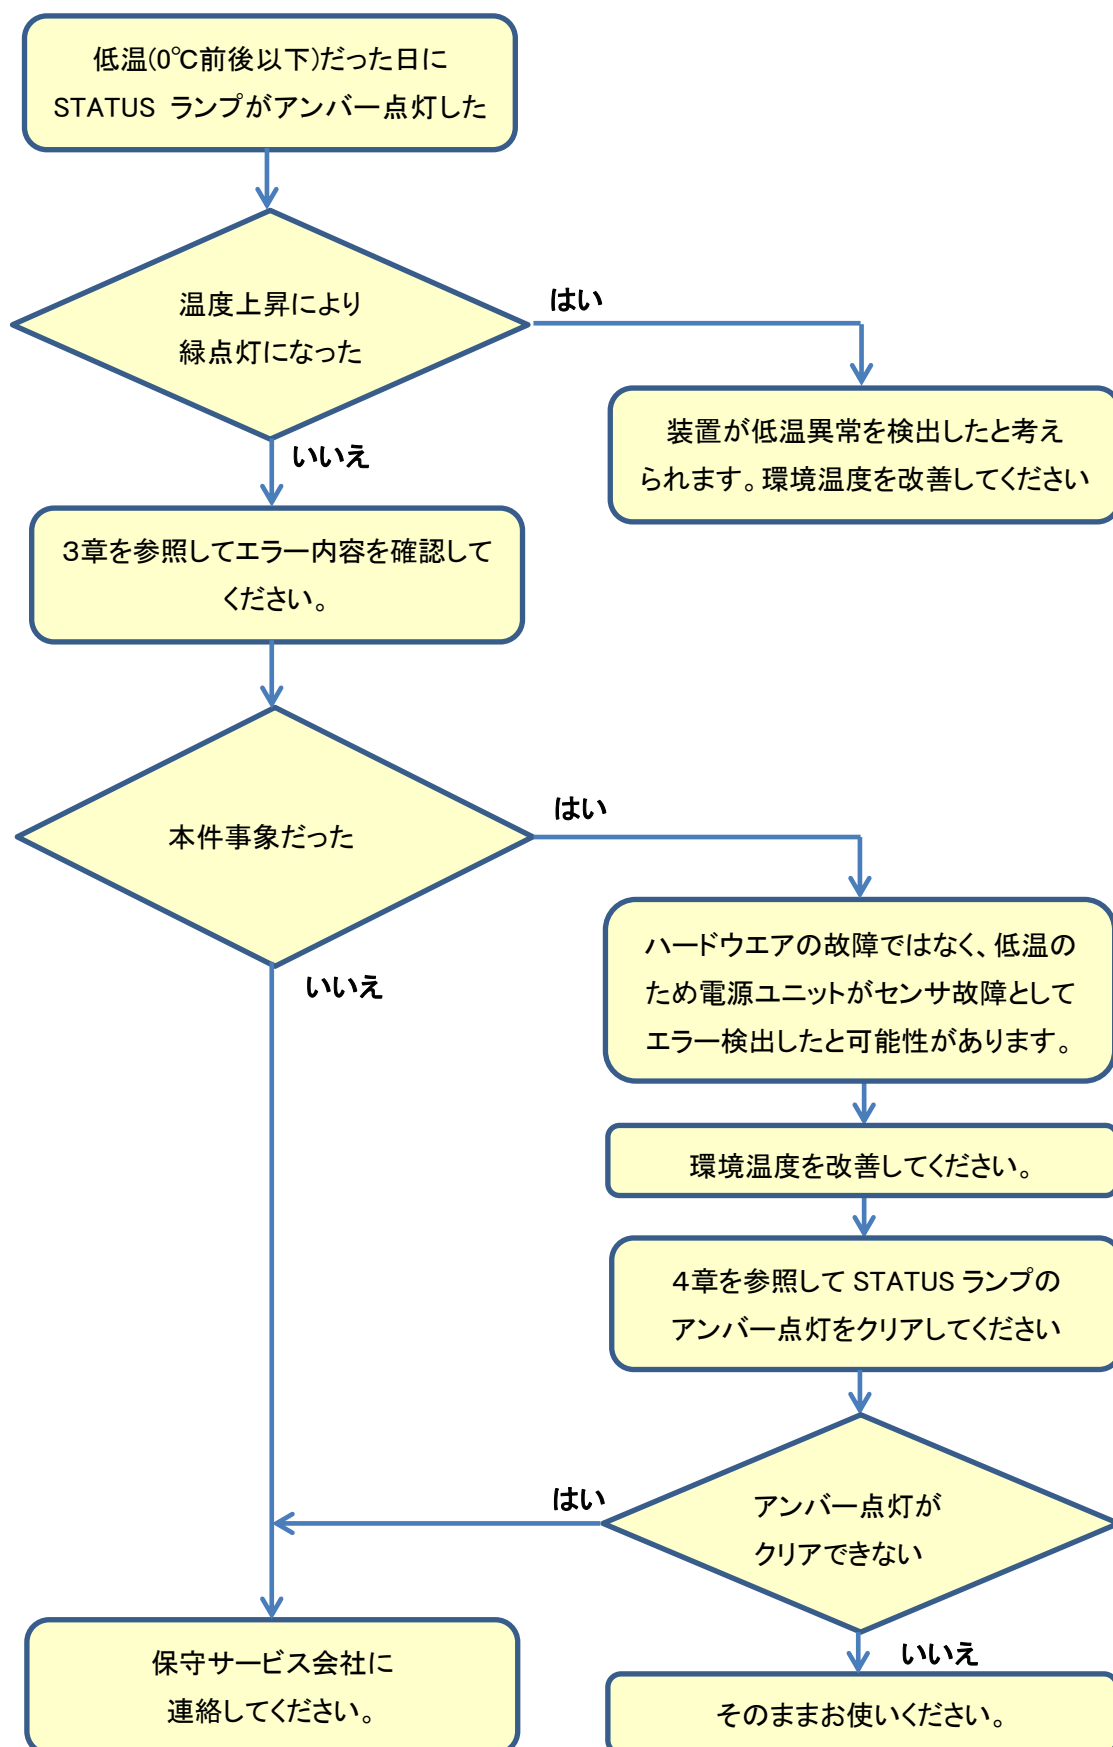 低温(0℃前後以下)だった日に
STATUS ランプがアンバー点灯した
温度上昇により
緑点灯になった
はい
装置が低温異常を検出したと考え
られます。環境温度を改善してください
いいえ
３章を参照してエラー内容を確認して
ください。
本件事象だった
はい
ハードウエアの故障ではなく、低温の
ため電源ユニットがセンサ故障として
エラー検出したと可能性があります。
いいえ
環境温度を改善してください。
４章を参照して STATUS ランプの
アンバー点灯をクリアしてください
アンバー点灯が
クリアできない
はい
いいえ
保守サービス会社に
連絡してください。
そのままお使いください。